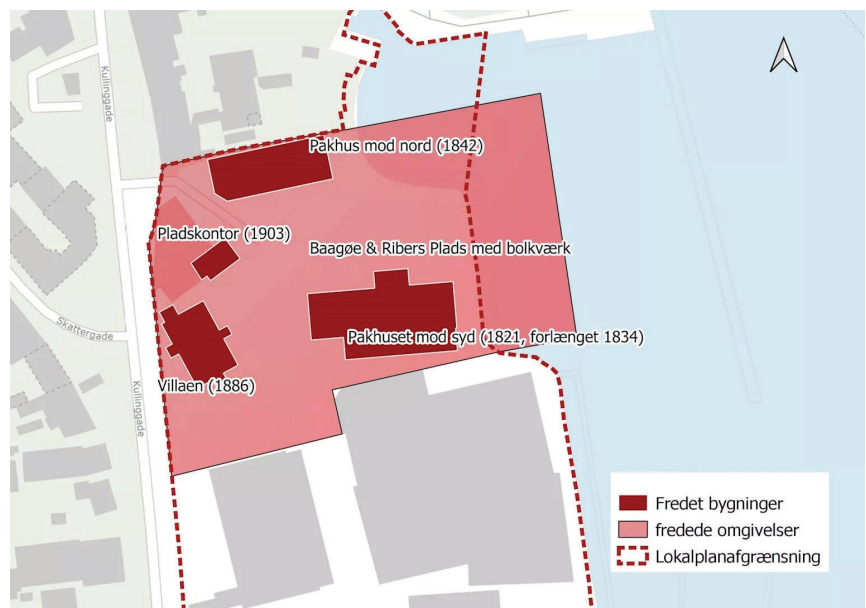 Kullinggade
Pakhus mod nord (1842)
Pladskontor (1903)
Baagøe & Ribers Plads med bolkværk
Skattergade
Pakhuset mod syd (1821, forlænget 1834)
Villaen (1886)
Kullinggade
Fredet bygninger
fredede omgivelser
Lokalplanafgrænsning